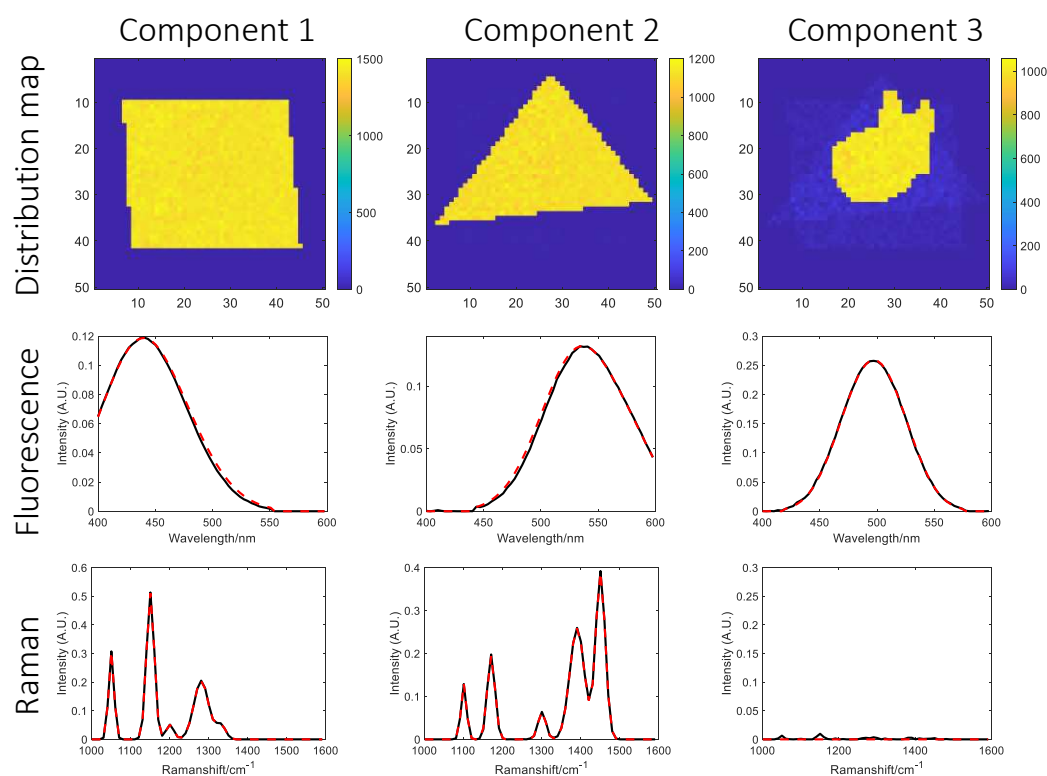 Component 1 Component 2 Component 3
Distribution map
10
20
30
40
50
10 20 30 40 50
1500
1000
500
0
10
20
30
40
50
10 20 30 40 50
1200
1000
800
600
400
200
0
10
20
30
40
50
10 20 30 40 50
1000
800
600
400
200
0
Fluorescence
Intensity (A.U.)
0.12
0.1
0.08
0.06
0.04
0.02
0
400 450 500 550 600
Wavelength/nm
Intensity (A.U.)
0.1
0.05
0
400 450 500 550 600
Wavelength/nm
Intensity (A.U.)
0.3
0.2
0.1
0
400 450 500 550 600
Wavelength/nm
Raman
Intensity (A.U.)
0.6
0.5
0.4
0.3
0.2
0.1
0
1000 1100 1200 1300 1400 1500 1600
Ramanshift/cm-1
Intensity (A.U.)
0.4
0.3
0.2
0.1
0
1000 1100 1200 1300 1400 1500 1600
Ramanshift/cm-1
Intensity (A.U.)
0.3
0.25
0.2
0.15
0.1
0.05
0
1000 1200 1400 1600
Ramanshift/cm-1